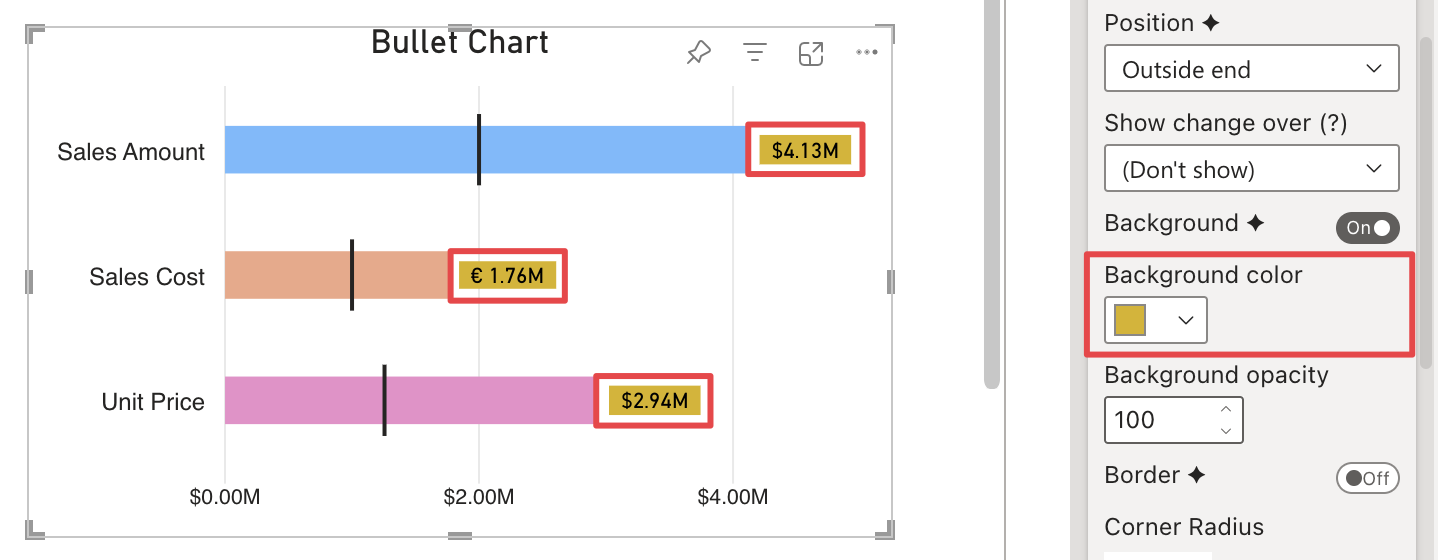 Bullet Chart
Sales Amount
$4.13M
Sales Cost
€ 1.76M
Unit Price
$2.94M
$0.00M
$2.00M
$4.00M
Position
Outside end
Show change over (?)
(Don't show)
Background
On
Background color
Background opacity
100
Border
Off
Corner Radius